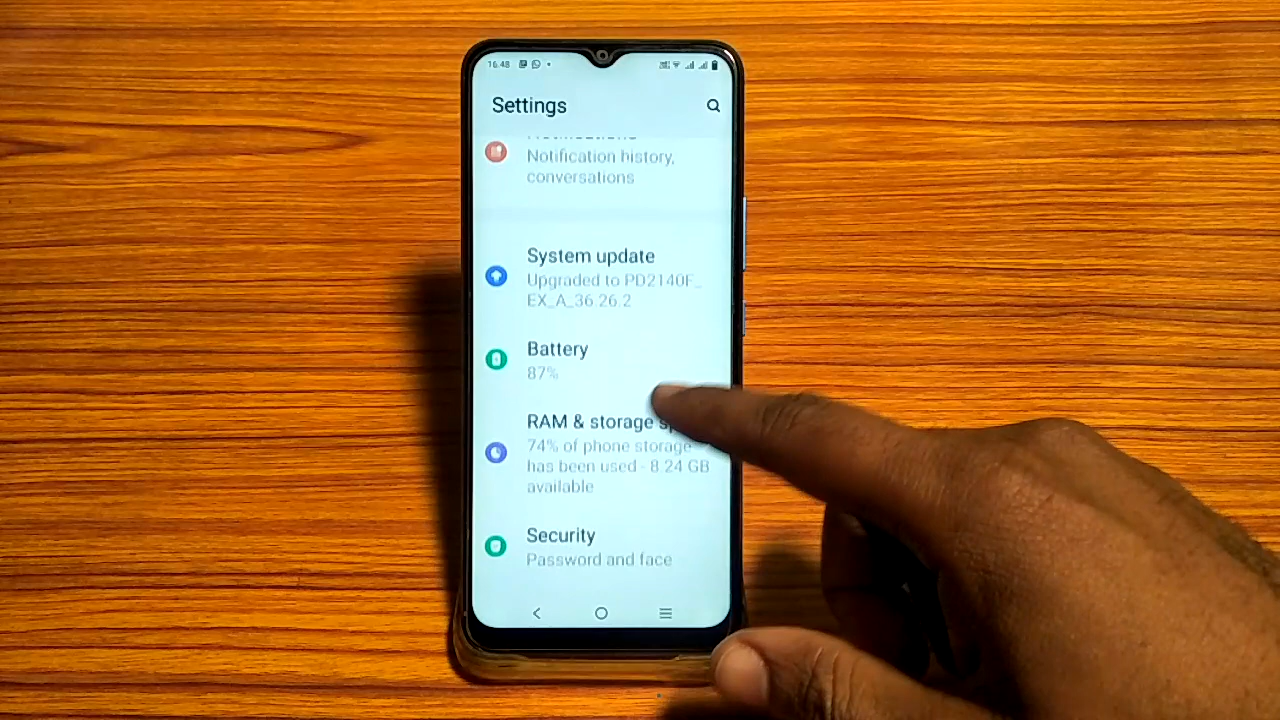 16:48
Settings
Notifications
Notification history,
conversations
System update
Upgraded to PD2140F_
EX_A_36.26.2
Battery
87%
RAM & storage
74% of phone storage
has been used - 8.24 GB
available
Security
Password and face